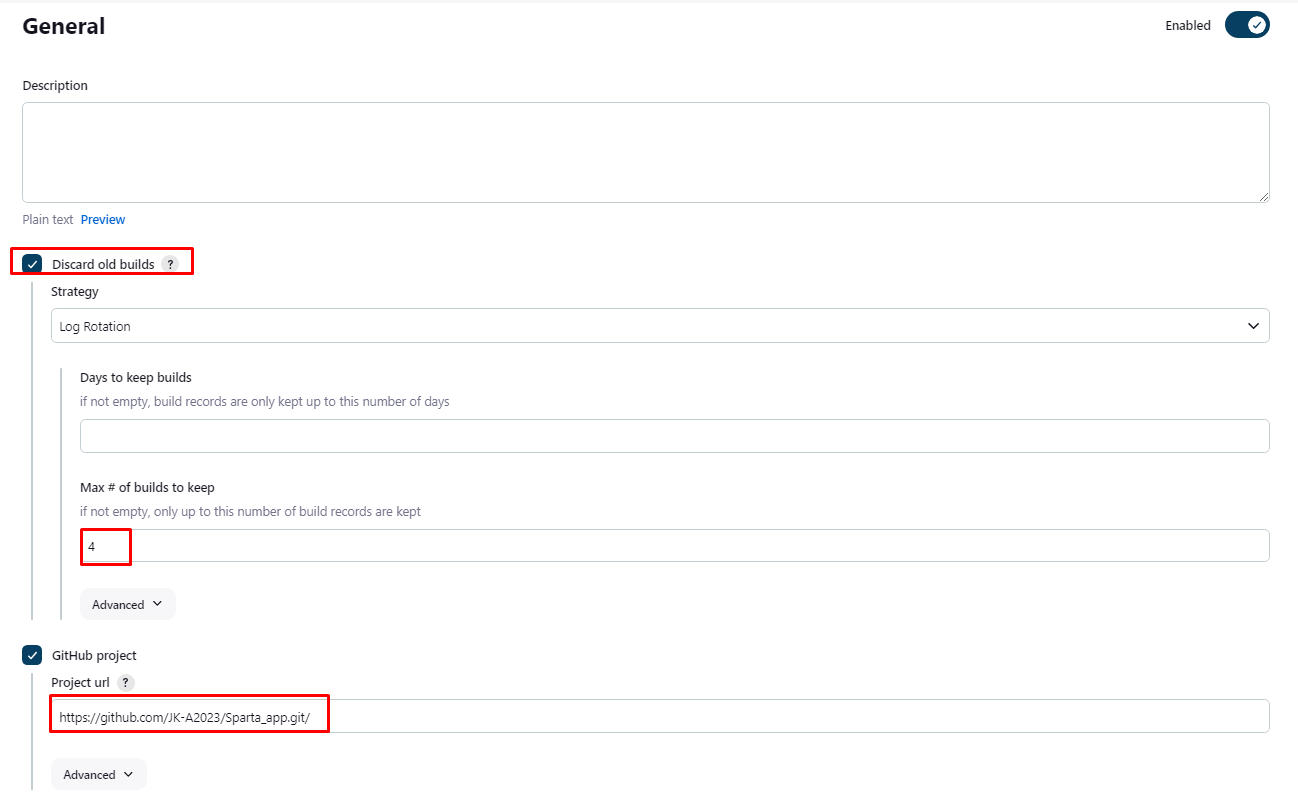 General
Enabled
Description
Plain text Preview
Discard old builds ?
Strategy
Log Rotation
Days to keep builds
if not empty, build records are only kept up to this number of days
Max # of builds to keep
if not empty, only up to this number of build records are kept
4
Advanced
GitHub project
Project url ?
https://github.com/JK-A2023/Sparta_app.git/
Advanced